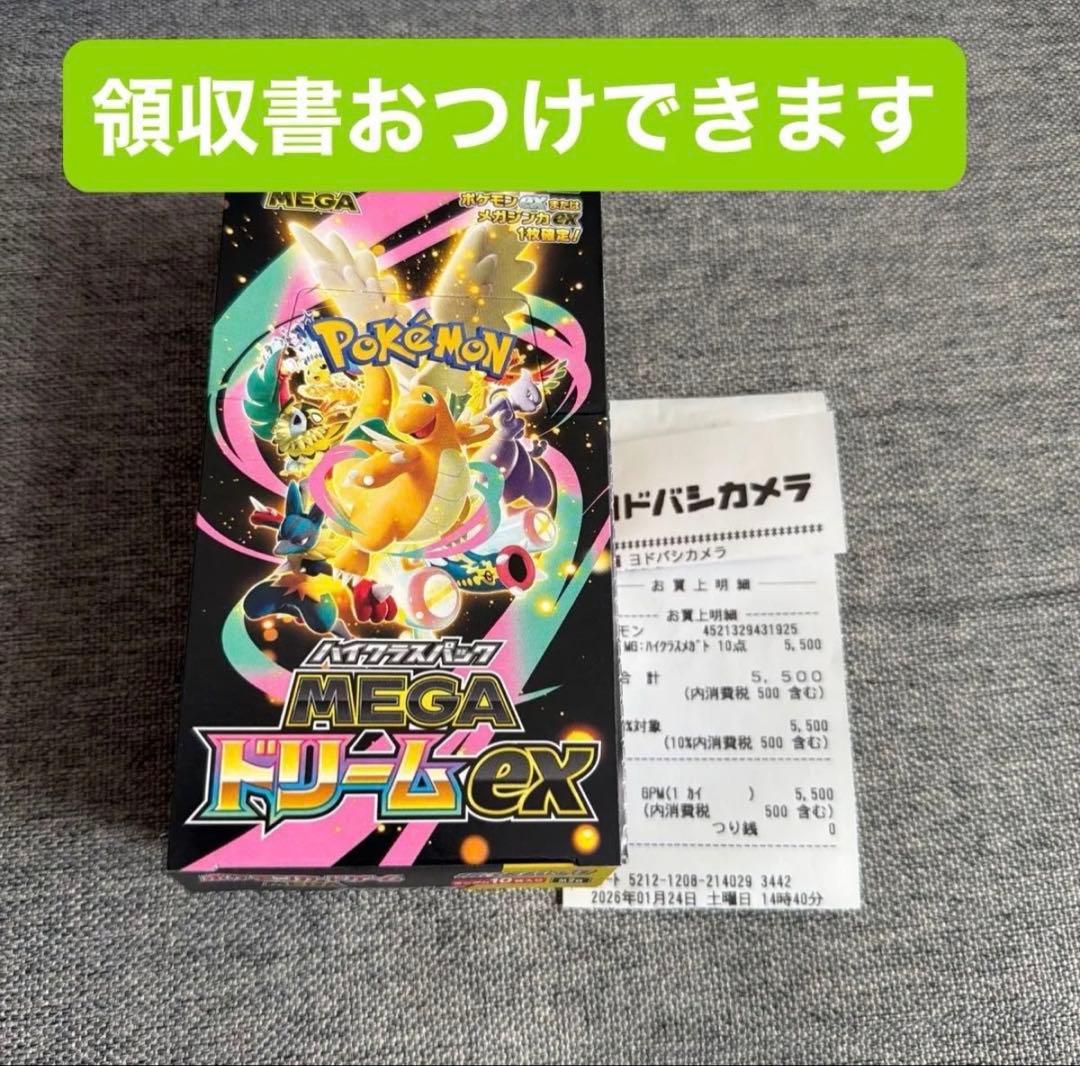 領収書おつけできます
MEGA
ポケモンexまたは
メガシンカex
1枚確定!
POKéMON
ハイクラスパック
MEGA
ドリームex
ヨドバシカメラ
ヨドバシカメラ
お買上明細
お買上明細
モン 4521329431925
MG:ハイクラスメガト 10点 5,500
合計 5,500
(内消費税 500 含む)
%対象 5,500
(10%内消費税 500 含む)
GPM(1 カイ ) 5,500
(内消費税 500 含む)
つり銭 0
ート 5212-1208-214029 3442
2026年01月24日 土曜日 14時40分